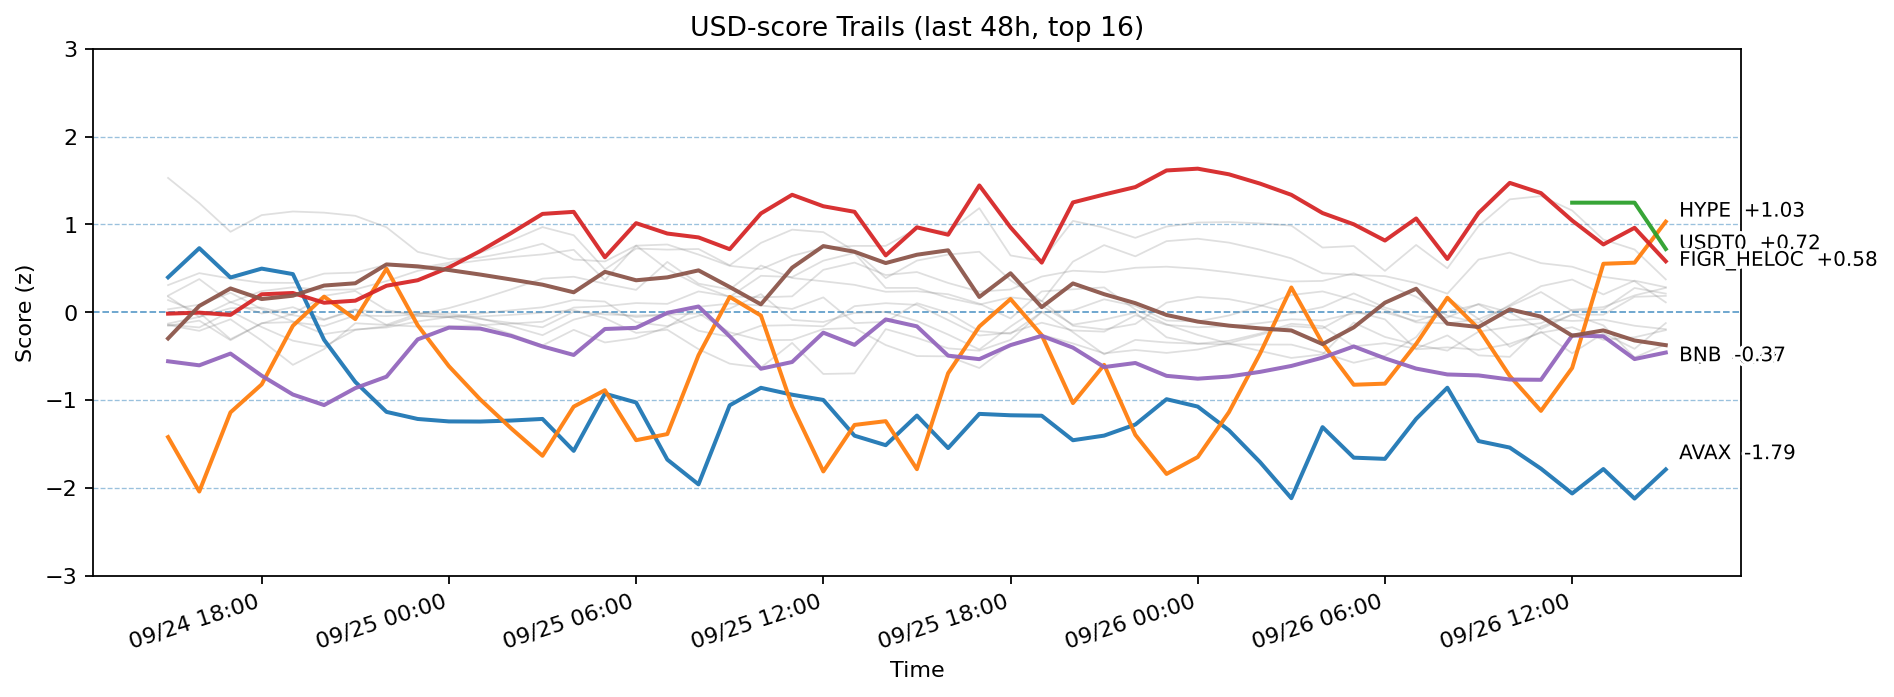 USD-score Trails (last 48h, top 16)
Score (z)
3
2
1
0
−1
−2
−3
HYPE +1.03
USDT0 +0.72
FIGR_HELOC +0.58
BNB -0.37
AVAX -1.79
09/24 18:00
09/25 00:00
09/25 06:00
09/25 12:00
09/25 18:00
09/26 00:00
09/26 06:00
09/26 12:00
Time